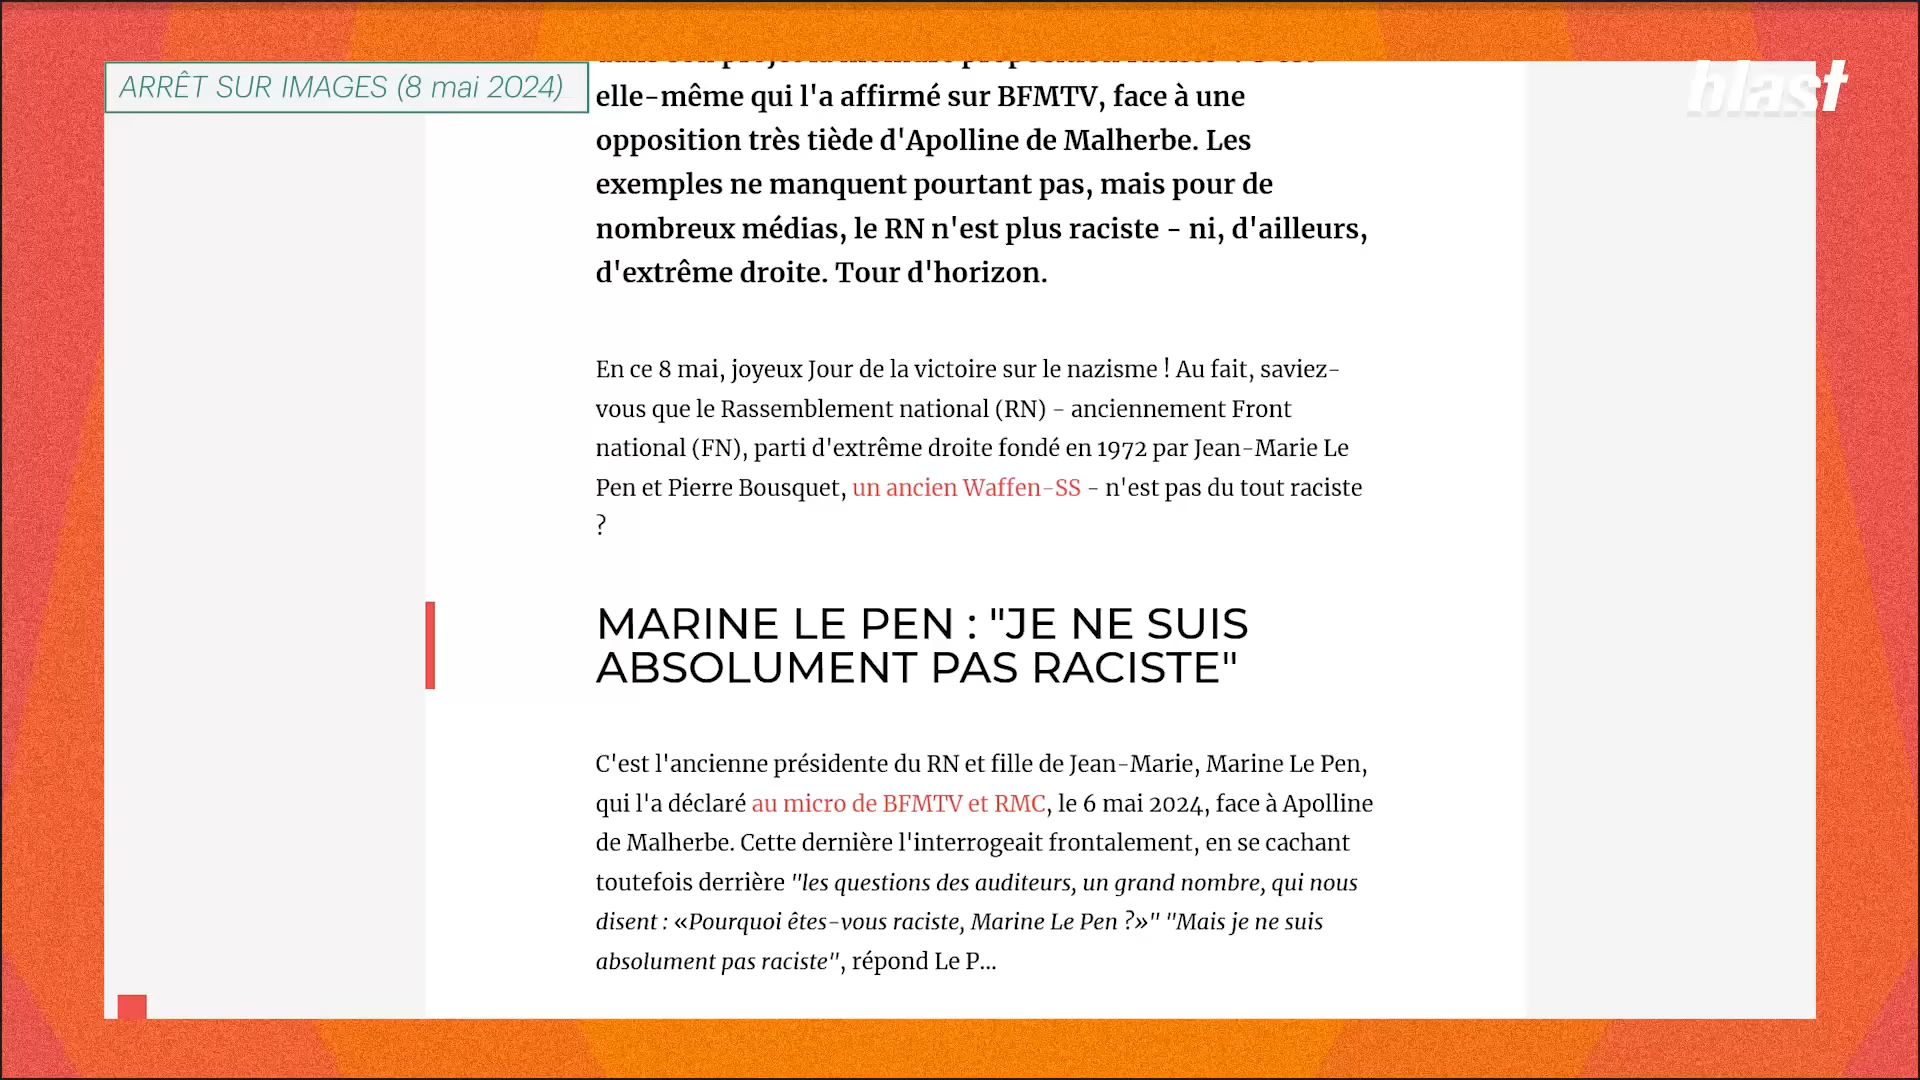 ARRÊT SUR IMAGES (8 mai 2024)
blast
elle-même qui l'a affirmé sur BFMTV, face à une
opposition très tiède d'Apolline de Malherbe. Les
exemples ne manquent pourtant pas, mais pour de
nombreux médias, le RN n'est plus raciste - ni, d'ailleurs,
d'extrême droite. Tour d'horizon.
En ce 8 mai, joyeux Jour de la victoire sur le nazisme ! Au fait, saviez-
vous que le Rassemblement national (RN) - anciennement Front
national (FN), parti d'extrême droite fondé en 1972 par Jean-Marie Le
Pen et Pierre Bousquet, un ancien Waffen-SS - n'est pas du tout raciste
?
MARINE LE PEN : "JE NE SUIS
ABSOLUMENT PAS RACISTE"
C'est l'ancienne présidente du RN et fille de Jean-Marie, Marine Le Pen,
qui l'a déclaré au micro de BFMTV et RMC, le 6 mai 2024, face à Apolline
de Malherbe. Cette dernière l'interrogeait frontalement, en se cachant
toutefois derrière "les questions des auditeurs, un grand nombre, qui nous
disent : «Pourquoi êtes-vous raciste, Marine Le Pen ?»" "Mais je ne suis
absolument pas raciste", répond Le P...